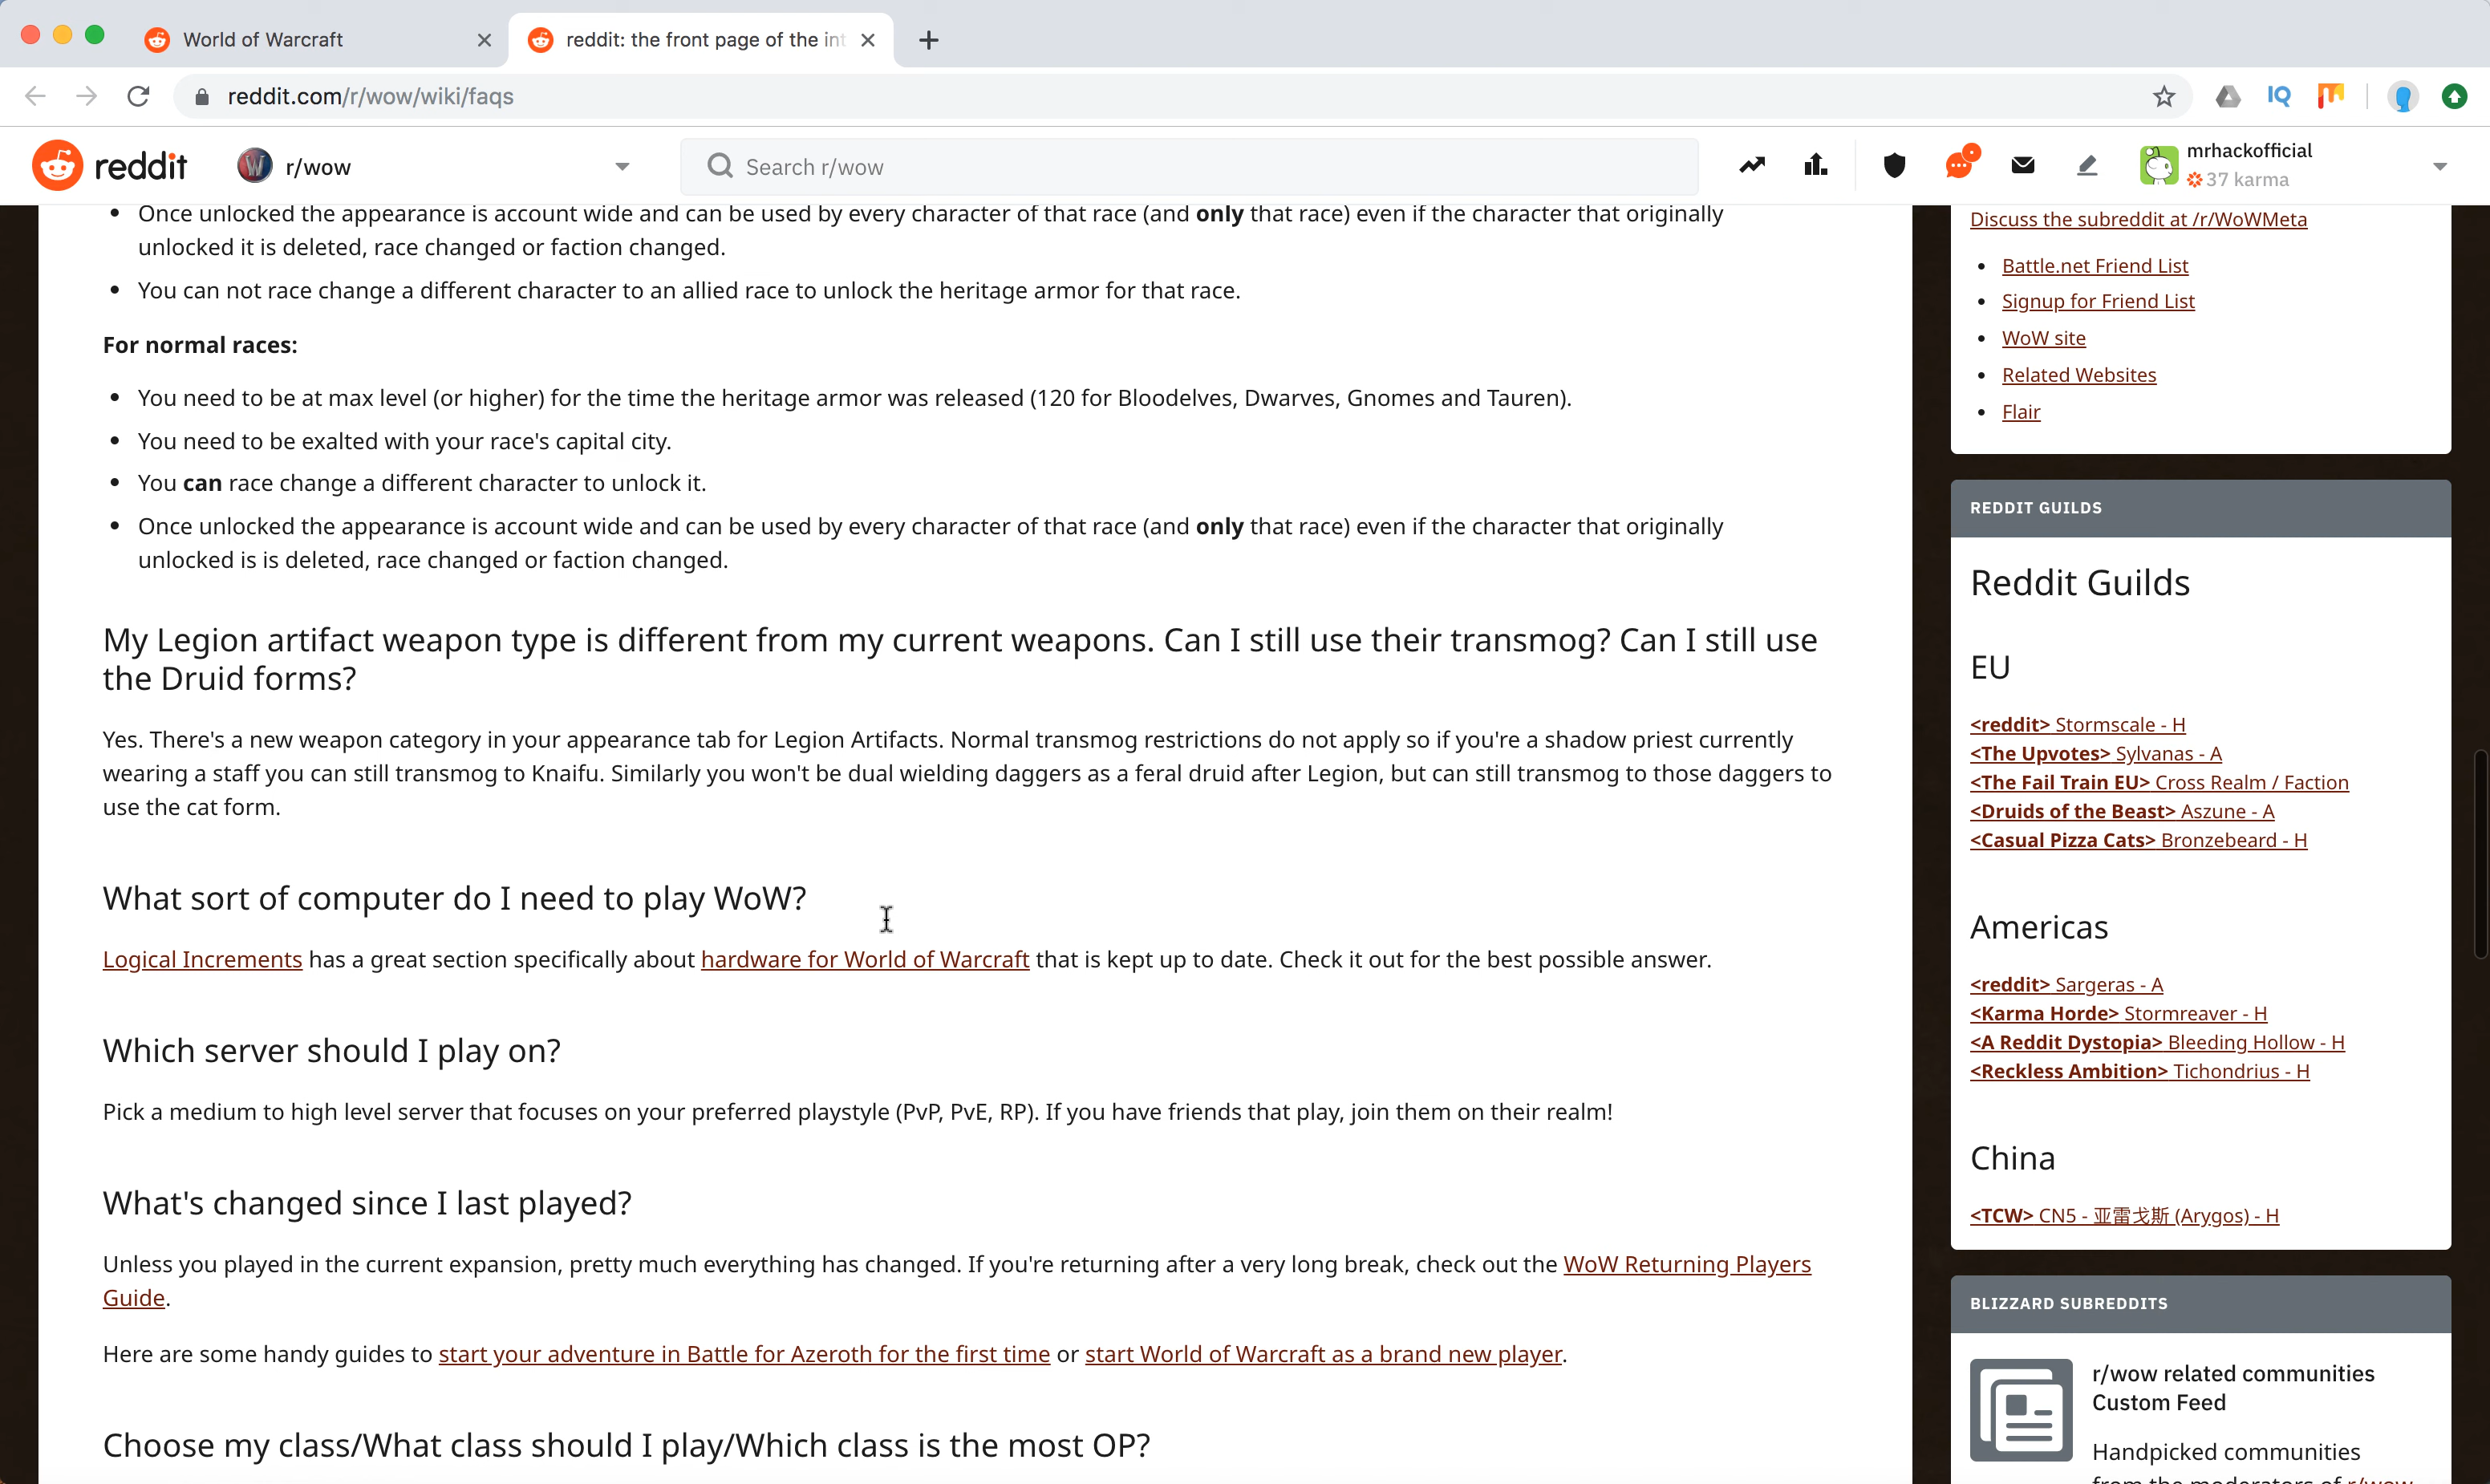 World of Warcraft
reddit: the front page of the int
reddit.com/r/wow/wiki/faqs
IQ
reddit
r/wow
Search r/wow
mrhackofficial
37 karma
Once unlocked the appearance is account wide and can be used by every character of that race (and only that race) even if the character that originally
unlocked it is deleted, race changed or faction changed.
You can not race change a different character to an allied race to unlock the heritage armor for that race.
For normal races:
You need to be at max level (or higher) for the time the heritage armor was released (120 for Bloodelves, Dwarves, Gnomes and Tauren).
You need to be exalted with your race's capital city.
You can race change a different character to unlock it.
Once unlocked the appearance is account wide and can be used by every character of that race (and only that race) even if the character that originally
unlocked is is deleted, race changed or faction changed.
My Legion artifact weapon type is different from my current weapons. Can I still use their transmog? Can I still use
the Druid forms?
Yes. There's a new weapon category in your appearance tab for Legion Artifacts. Normal transmog restrictions do not apply so if you're a shadow priest currently
wearing a staff you can still transmog to Knaifu. Similarly you won't be dual wielding daggers as a feral druid after Legion, but can still transmog to those daggers to
use the cat form.
What sort of computer do I need to play WoW?
Logical Increments has a great section specifically about hardware for World of Warcraft that is kept up to date. Check it out for the best possible answer.
Which server should I play on?
Pick a medium to high level server that focuses on your preferred playstyle (PvP, PvE, RP). If you have friends that play, join them on their realm!
What's changed since I last played?
Unless you played in the current expansion, pretty much everything has changed. If you're returning after a very long break, check out the WoW Returning Players
Guide.
Here are some handy guides to start your adventure in Battle for Azeroth for the first time or start World of Warcraft as a brand new player.
Choose my class/What class should I play/Which class is the most OP?
Discuss the subreddit at /r/WoWMeta
Battle.net Friend List
Signup for Friend List
WoW site
Related Websites
Flair
REDDIT GUILDS
Reddit Guilds
EU
<reddit> Stormscale - H
<The Upvotes> Sylvanas - A
<The Fail Train EU> Cross Realm / Faction
<Druids of the Beast> Aszune - A
<Casual Pizza Cats> Bronzebeard - H
Americas
<reddit> Sargeras - A
<Karma Horde> Stormreaver - H
<A Reddit Dystopia> Bleeding Hollow - H
<Reckless Ambition> Tichondrius - H
China
<TCW> CN5 - 亚雷戈斯 (Arygos) - H
BLIZZARD SUBREDDITS
r/wow related communities
Custom Feed
Handpicked communities
from the moderators of r/wow